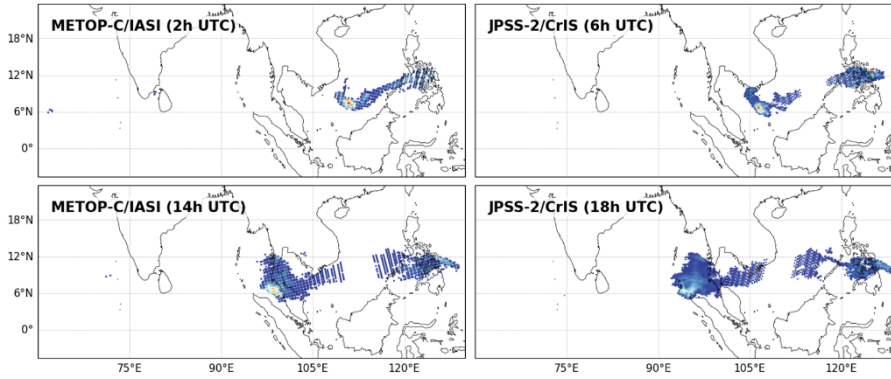 METOP-C/IASI (2h UTC)
JPSS-2/CrIS (6h UTC)
18°N
12°N
6°N
0°
METOP-C/IASI (14h UTC)
JPSS-2/CrIS (18h UTC)
18°N
12°N
6°N
0°
75°E
90°E
105°E
120°E
75°E
90°E
105°E
120°E